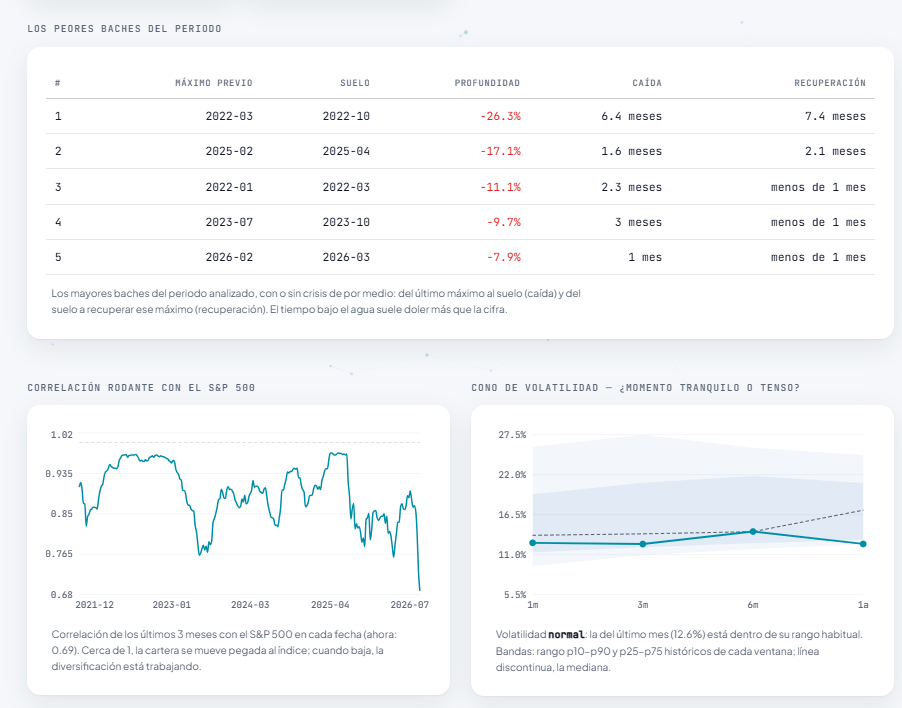 LOS PEORES BACHES DEL PERIODO
# MÁXIMO PREVIO SUELO PROFUNDIDAD CAÍDA RECUPERACIÓN
1 2022-03 2022-10 -26.3% 6.4 meses 7.4 meses
2 2025-02 2025-04 -17.1% 1.6 meses 2.1 meses
3 2022-01 2022-03 -11.1% 2.3 meses menos de 1 mes
4 2023-07 2023-10 -9.7% 3 meses menos de 1 mes
5 2026-02 2026-03 -7.9% 1 mes menos de 1 mes
Los mayores baches del periodo analizado, con o sin crisis de por medio: del último máximo al suelo (caída) y del
suelo a recuperar ese máximo (recuperación). El tiempo bajo el agua suele doler más que la cifra.
CORRELACIÓN RODANTE CON EL S&P 500
1.02
0.935
0.85
0.765
0.68
2021-12 2023-01 2024-03 2025-04 2026-07
Correlación de los últimos 3 meses con el S&P 500 en cada fecha (ahora:
0.69). Cerca de 1, la cartera se mueve pegada al índice; cuando baja, la
diversificación está trabajando.
CONO DE VOLATILIDAD — ¿MOMENTO TRANQUILO O TENSO?
27.5%
22.0%
16.5%
11.0%
5.5%
1m 3m 6m 1a
Volatilidad normal: la del último mes (12.6%) está dentro de su rango habitual.
Bandas: rango p10–p90 y p25–p75 históricos de cada ventana; línea
discontinua, la mediana.